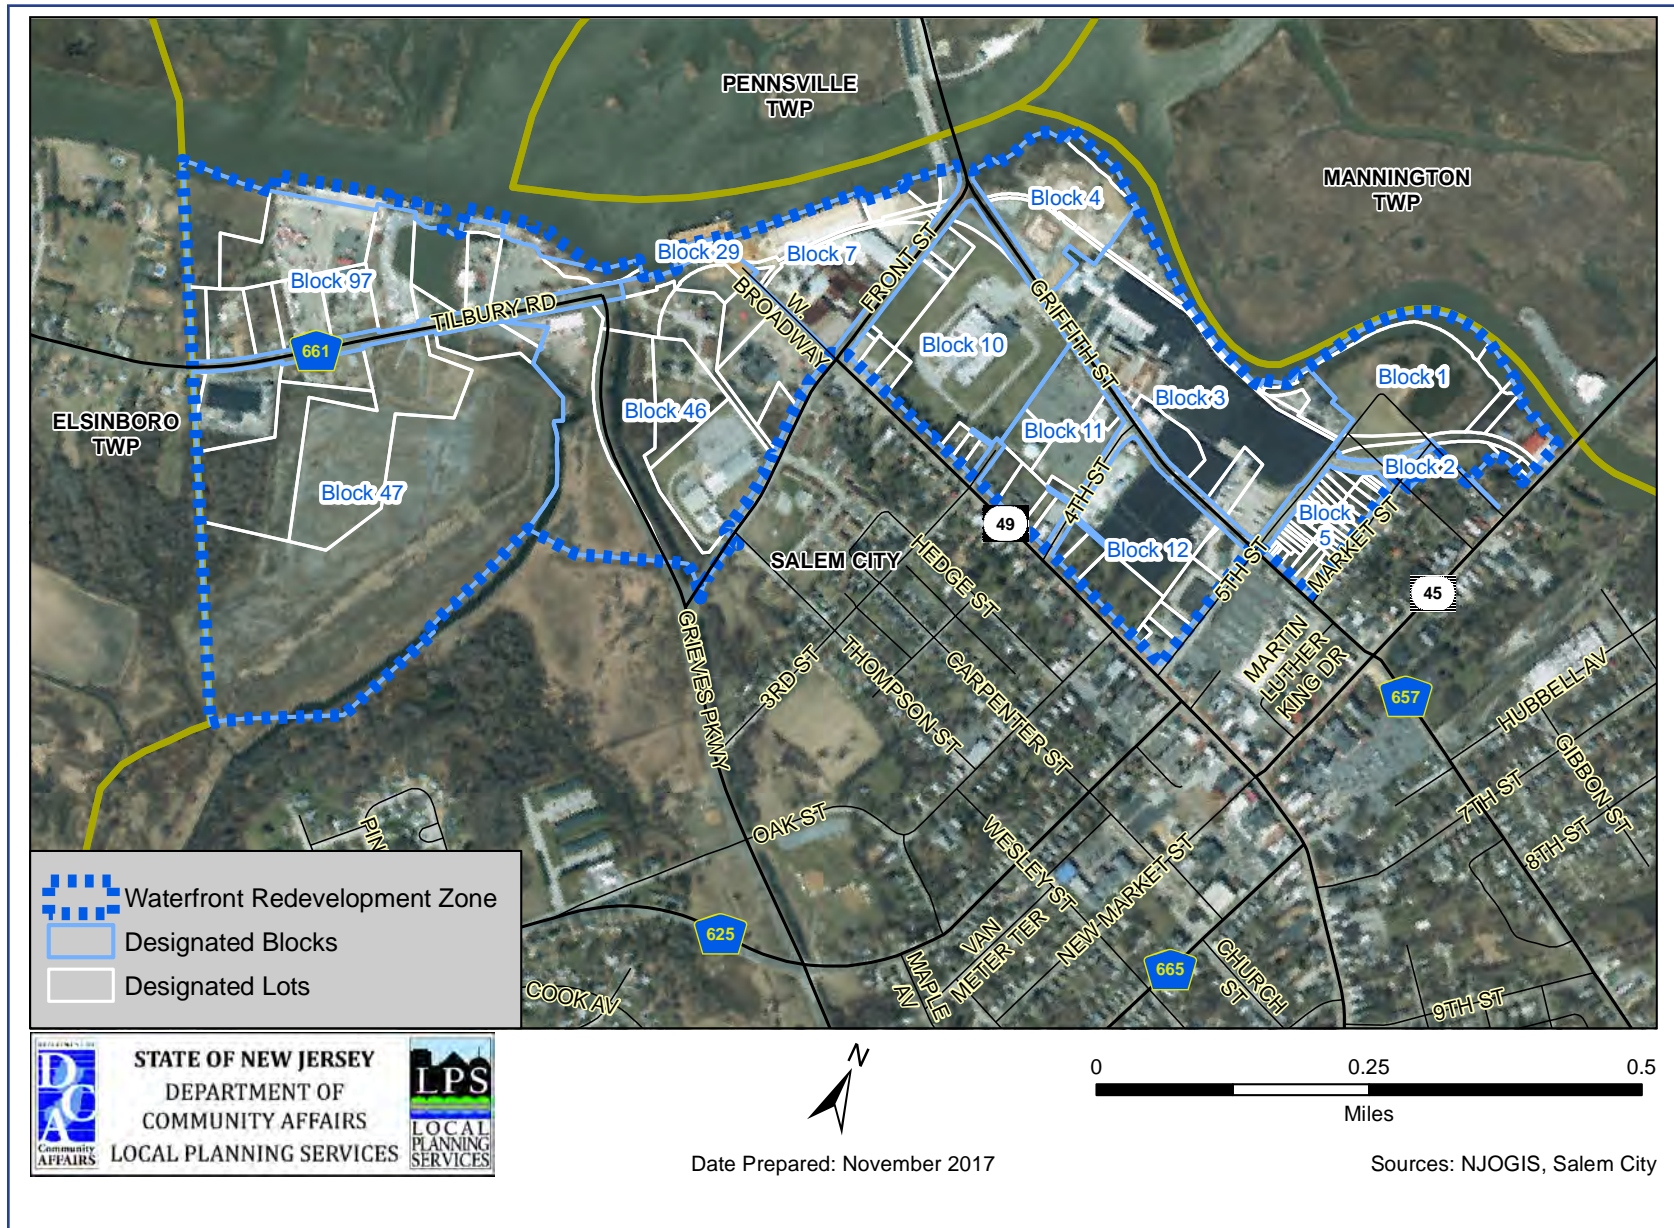 PENNSVILLE
TWP
MANNINGTON
TWP
Block 4
Block 29
Block 7
Block 97
FRONT ST
W.
BROADWAY
TILBURY RD
GRIFFITH ST
661
Block 10
Block 1
Block 3
ELSINBORO
TWP
Block 46
Block 11
Block 2
Block 47
4TH ST
49
Block
5
MARKET ST
Block 12
SALEM CITY
HEDGE ST
5TH ST
45
GRIEVES PKWY
3RD ST
THOMPSON ST
CARPENTER ST
MARTIN
LUTHER
KING DR
657
HUBBELL AV
GIBBON ST
7TH ST
8TH ST
PIN
OAK ST
WESLEY ST
NEW MARKET ST
VAN
METER TER
625
MAPLE
AV
665
CHURCH
ST
9TH ST
COOK AV
Waterfront Redevelopment Zone
Designated Blocks
Designated Lots
DCA
Community
AFFAIRS
STATE OF NEW JERSEY
DEPARTMENT OF
COMMUNITY AFFAIRS
LOCAL PLANNING SERVICES
LPS
LOCAL
PLANNING
SERVICES
N
0 0.25 0.5
Miles
Date Prepared: November 2017
Sources: NJOGIS, Salem City